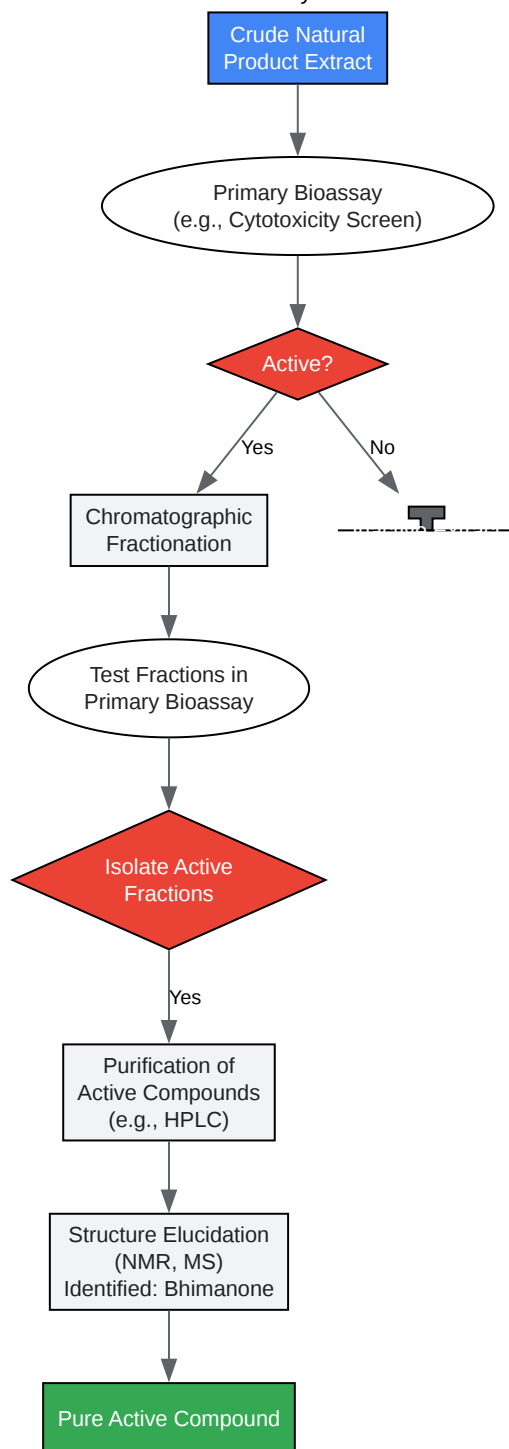 Crude Natural
Product Extract
Primary Bioassay
(e.g., Cytotoxicity Screen)
Active?
Yes
No
Chromatographic
Fractionation
Test Fractions in
Primary Bioassay
Isolate Active
Fractions
Yes
Purification of
Active Compounds
(e.g., HPLC)
Structure Elucidation
(NMR, MS)
Identified: Bhimanone
Pure Active Compound